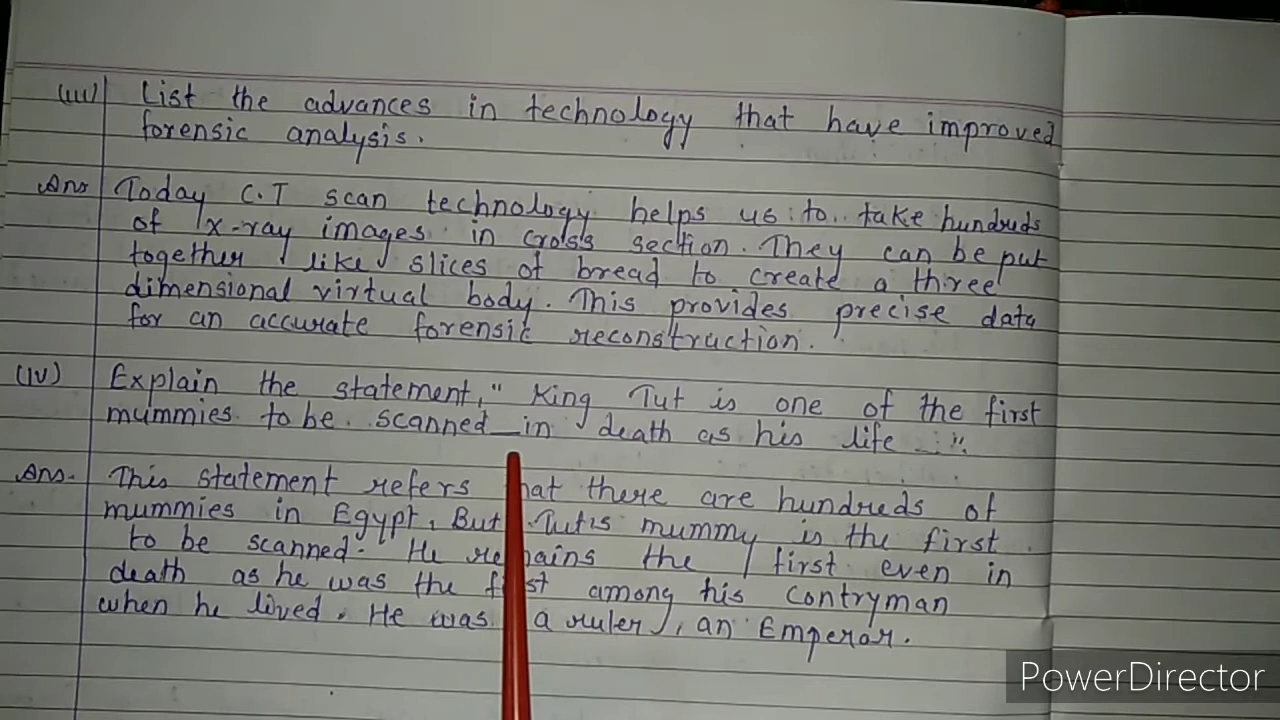 (iii) List the advances in technology that have improved
forensic analysis.
Ans Today C.T scan technology helps us to take hundreds
of X-ray images in cross section. They can be put
together like slices of bread to create a three
dimensional virtual body. This provides precise data
for an accurate forensic reconstruction.
(iv) Explain the statement, "King Tut is one of the first
mummies to be scanned in death as his life ...".
Ans. This statement refers that there are hundreds of
mummies in Egypt, But Tut's mummy is the first
to be scanned. He remains the first even in
death as he was the first among his contryman
when he lived. He was a ruler, an Emperor.
PowerDirector